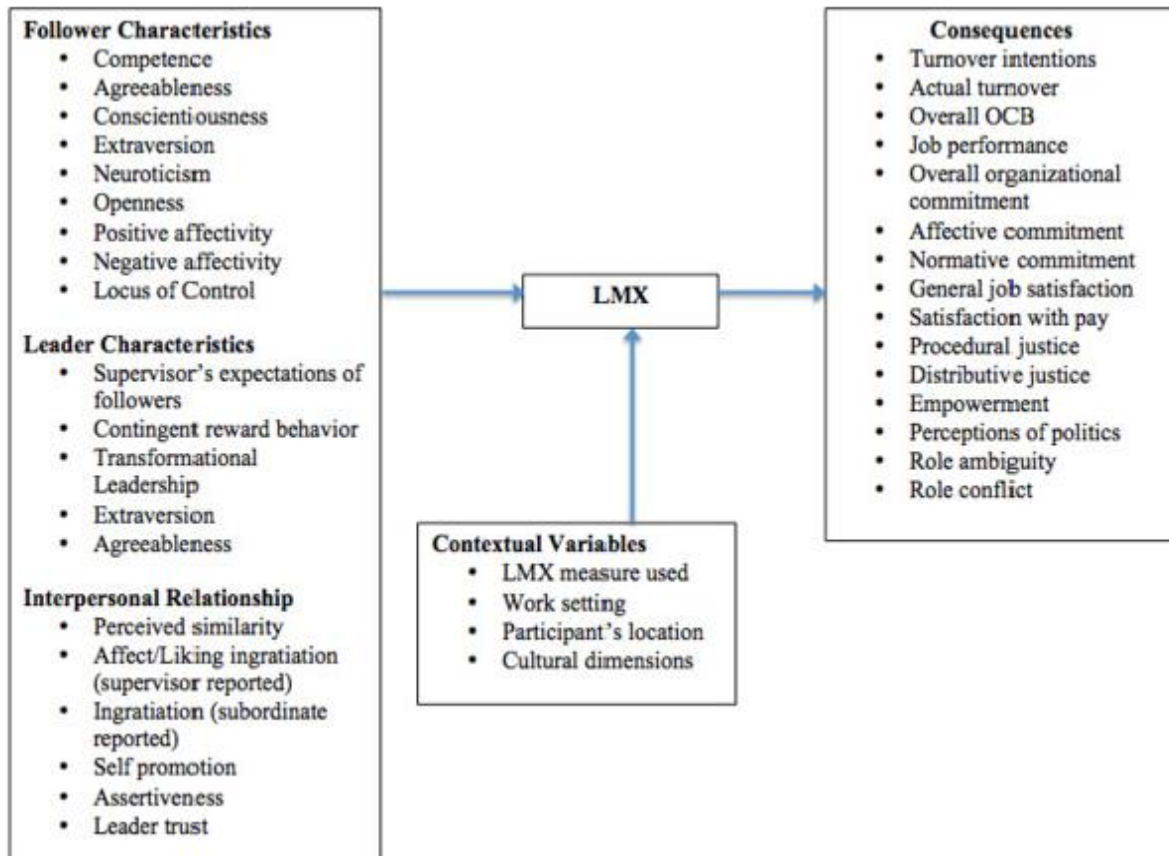 Follower Characteristics
• Competence
• Agreeableness
• Conscientiousness
• Extraversion
• Neuroticism
• Openness
• Positive affectivity
• Negative affectivity
• Locus of Control
Leader Characteristics
• Supervisor's expectations of
followers
• Contingent reward behavior
• Transformational
Leadership
• Extraversion
• Agreeableness
Interpersonal Relationship
• Perceived similarity
• Affect/Liking ingratiation
(supervisor reported)
• Ingratiation (subordinate
reported)
• Self promotion
• Assertiveness
• Leader trust
LMX
Contextual Variables
• LMX measure used
• Work setting
• Participant's location
• Cultural dimensions
Consequences
• Turnover intentions
• Actual turnover
• Overall OCB
• Job performance
• Overall organizational
commitment
• Affective commitment
• Normative commitment
• General job satisfaction
• Satisfaction with pay
• Procedural justice
• Distributive justice
• Empowerment
• Perceptions of politics
• Role ambiguity
• Role conflict